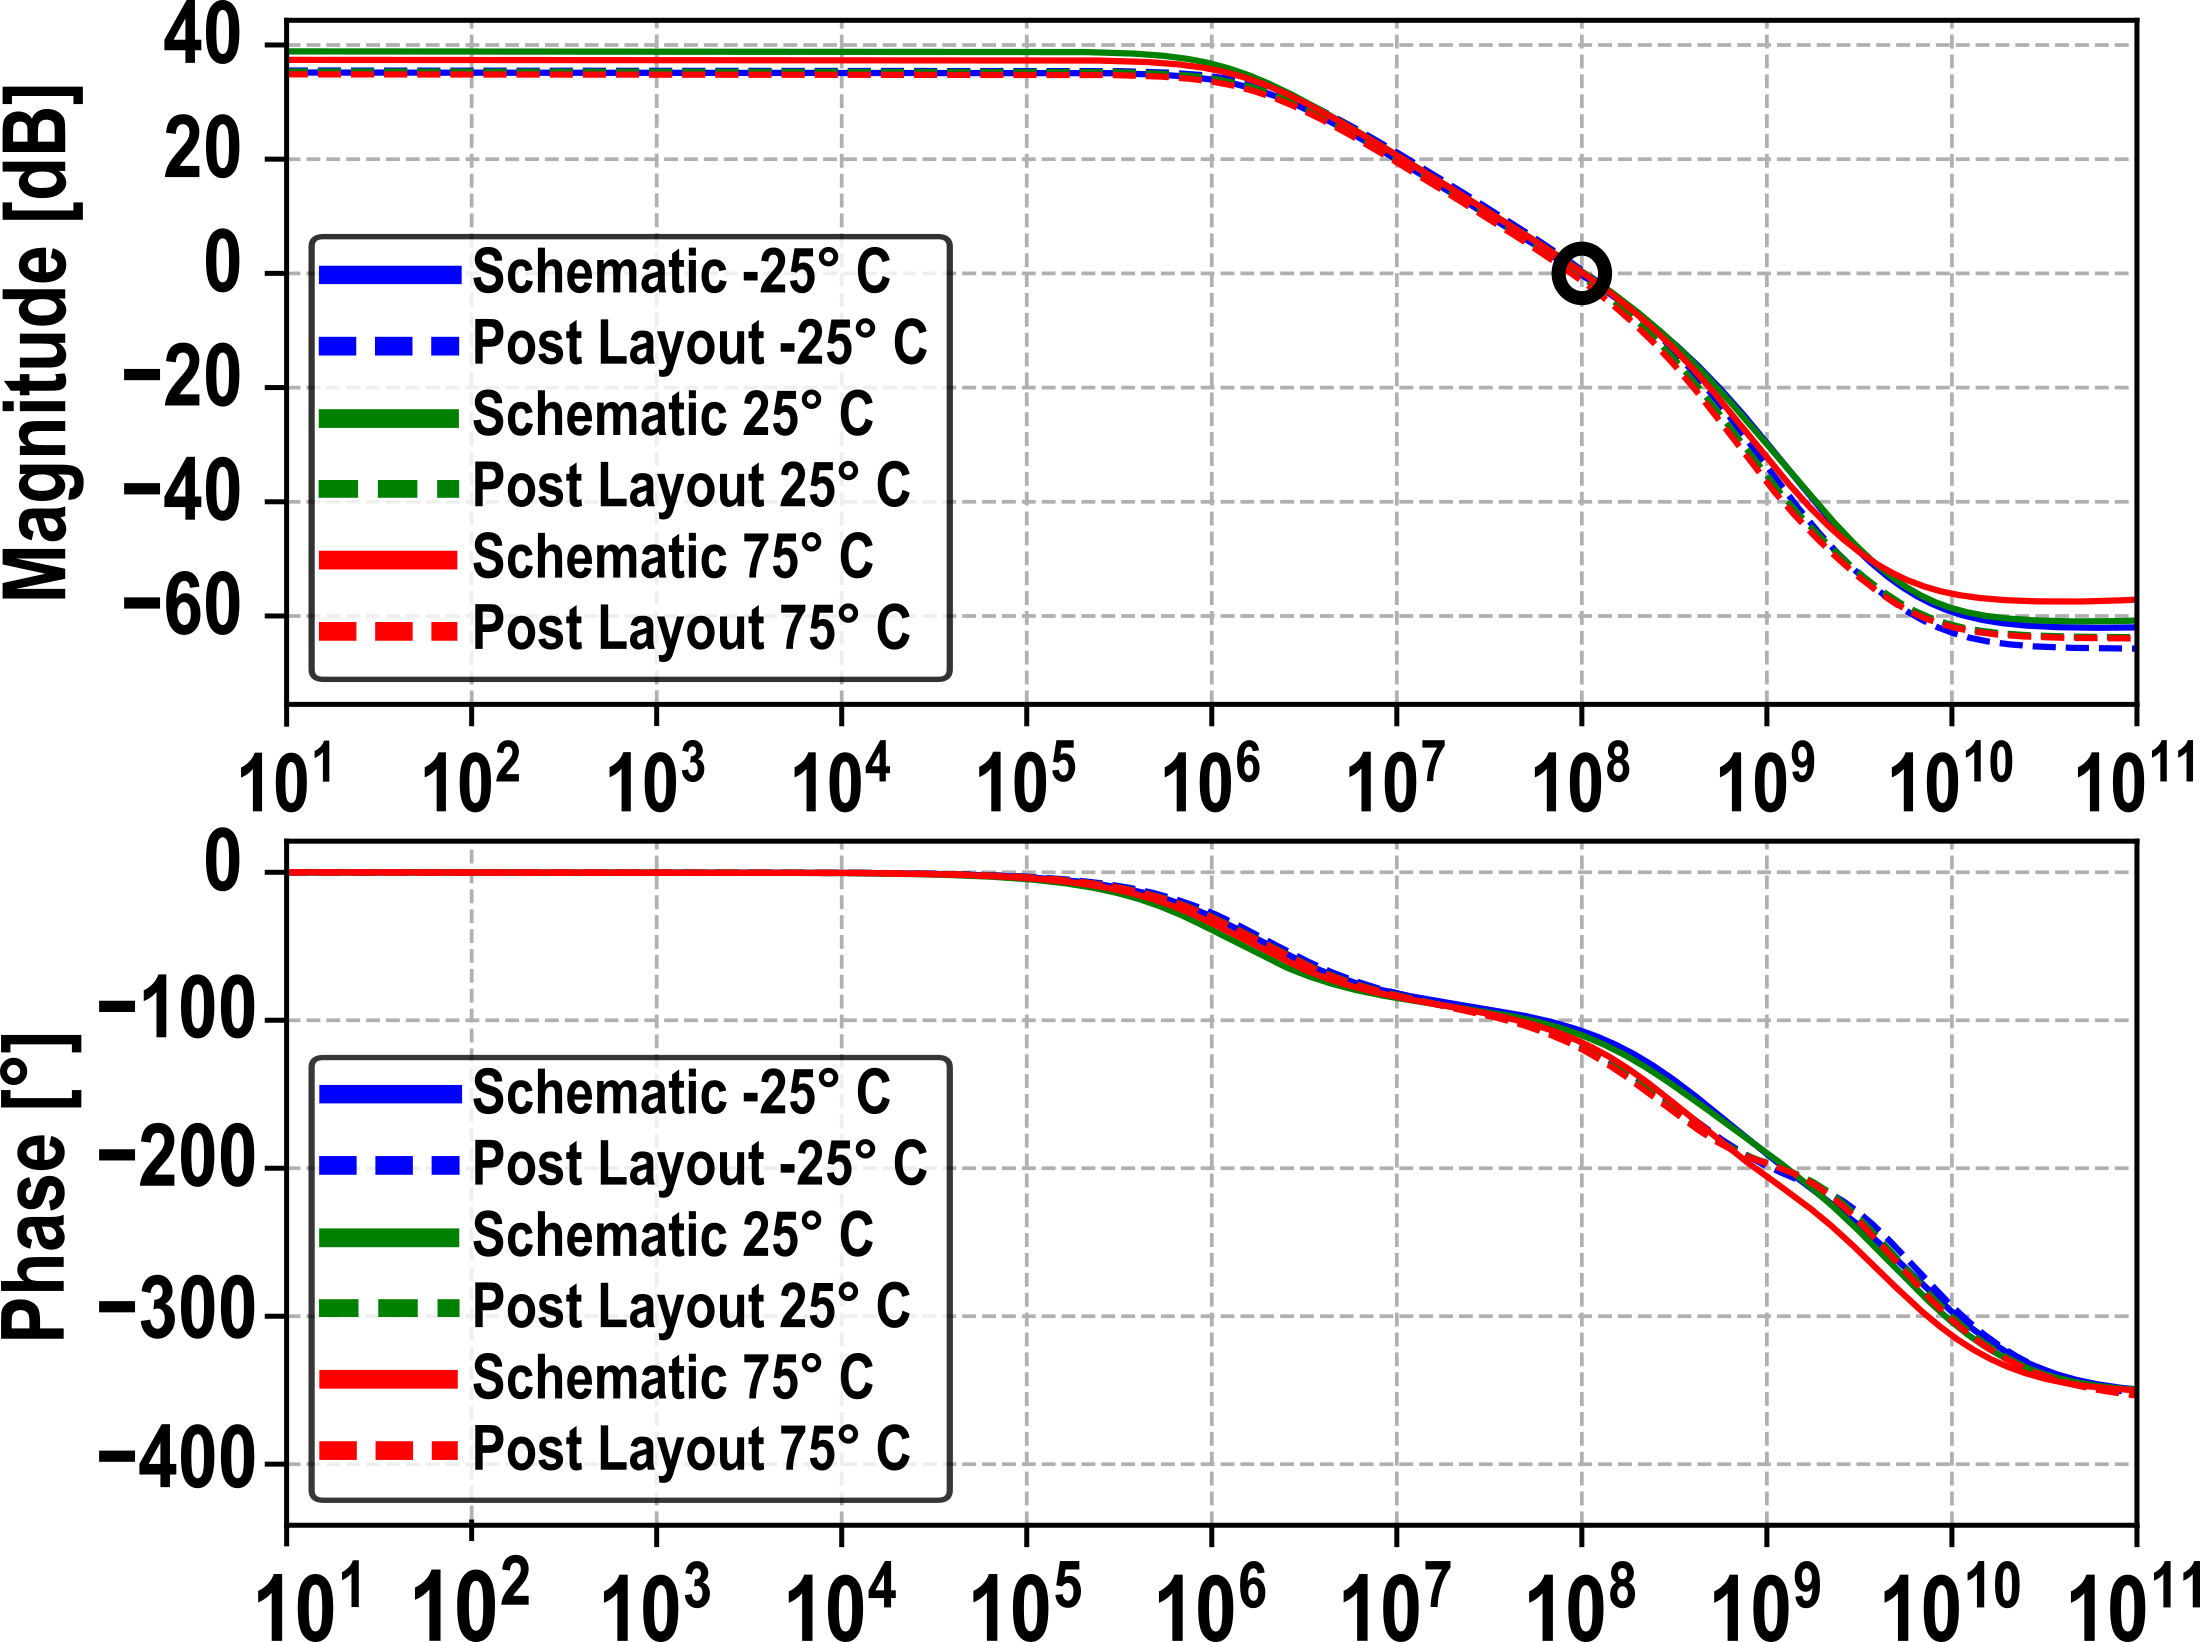 Magnitude [dB]
40
20
0
−20
−40
−60
Schematic -25° C
Post Layout -25° C
Schematic 25° C
Post Layout 25° C
Schematic 75° C
Post Layout 75° C
10¹ 10² 10³ 10⁴ 10⁵ 10⁶ 10⁷ 10⁸ 10⁹ 10¹⁰ 10¹¹
Phase [°]
0
−100
−200
−300
−400
Schematic -25° C
Post Layout -25° C
Schematic 25° C
Post Layout 25° C
Schematic 75° C
Post Layout 75° C
10¹ 10² 10³ 10⁴ 10⁵ 10⁶ 10⁷ 10⁸ 10⁹ 10¹⁰ 10¹¹